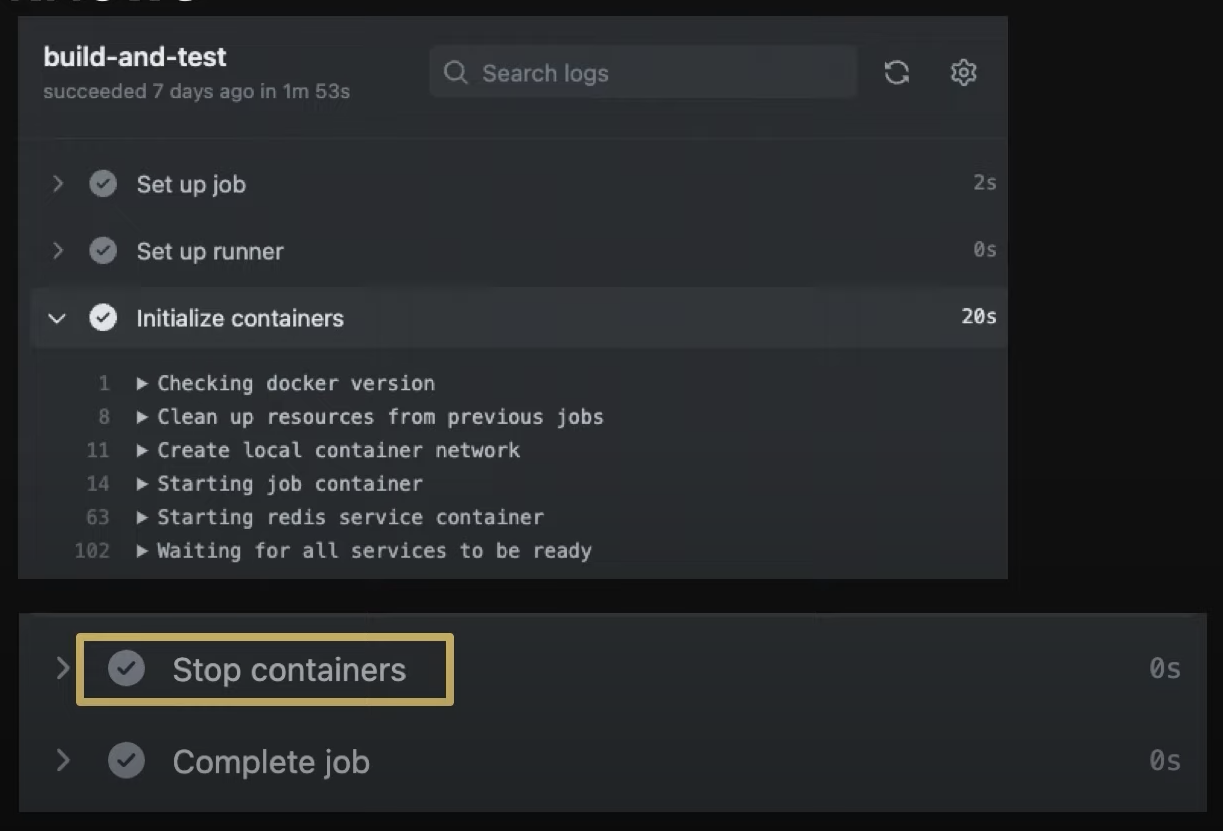 build-and-test
Search logs
succeeded 7 days ago in 1m 53s
Set up job 2s
Set up runner 0s
Initialize containers 20s
1 Checking docker version
8 Clean up resources from previous jobs
11 Create local container network
14 Starting job container
63 Starting redis service container
102 Waiting for all services to be ready
Stop containers 0s
Complete job 0s